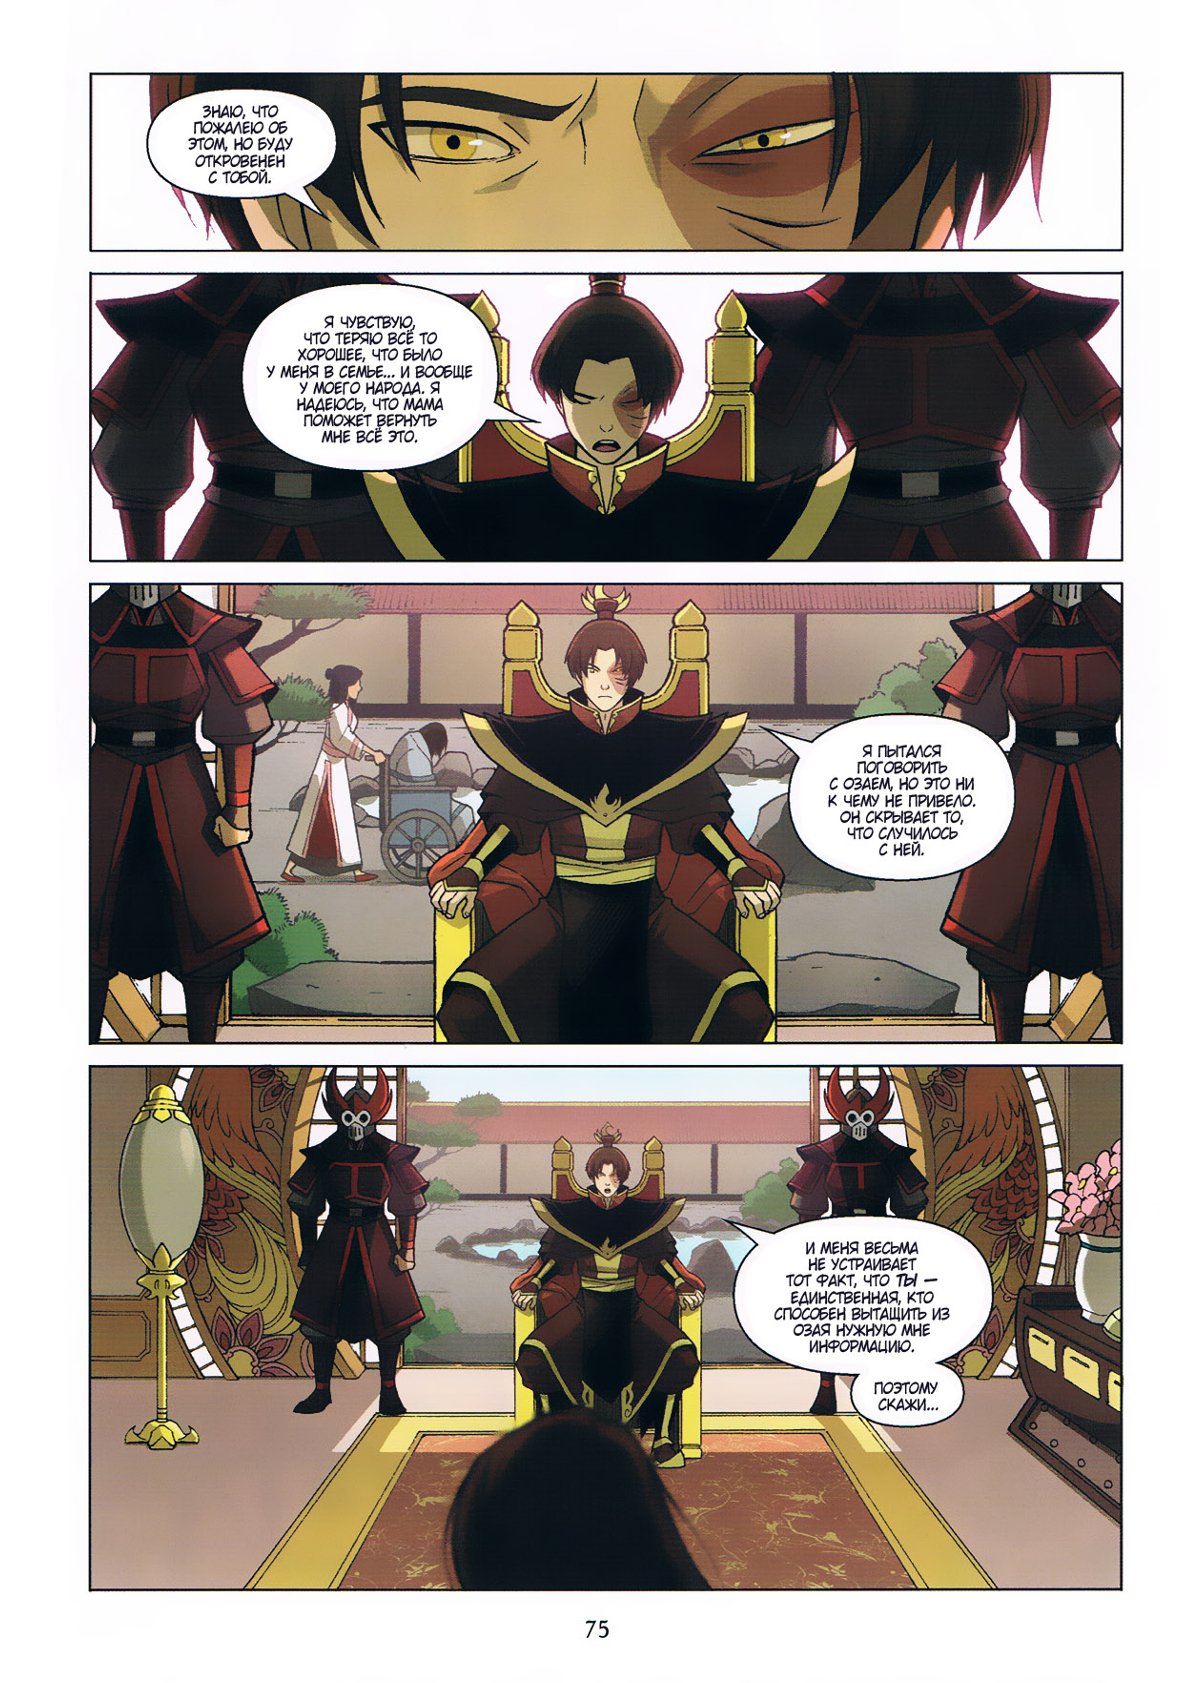 ЗНАЮ, ЧТО
ПОЖАЛЕЮ ОБ
ЭТОМ, НО БУДУ
ОТКРОВЕНЕН
С ТОБОЙ.
Я ЧУВСТВУЮ,
ЧТО ТЕРЯЮ ВСЁ ТО
ХОРОШЕЕ, ЧТО БЫЛО
У МЕНЯ В СЕМЬЕ... И ВООБЩЕ
У МОЕГО НАРОДА. Я
НАДЕЮСЬ, ЧТО МАМА
ПОМОЖЕТ ВЕРНУТЬ
МНЕ ВСЁ ЭТО.
Я ПЫТАЛСЯ
ПОГОВОРИТЬ
С ОЗАЕМ, НО ЭТО НИ
К ЧЕМУ НЕ ПРИВЕЛО.
ОН СКРЫВАЕТ ТО,
ЧТО СЛУЧИЛОСЬ
С НЕЙ.
И МЕНЯ ВЕСЬМА
НЕ УСТРАИВАЕТ
ТОТ ФАКТ, ЧТО ТЫ —
ЕДИНСТВЕННАЯ, КТО
СПОСОБЕН ВЫТАЩИТЬ ИЗ
ОЗАЯ НУЖНУЮ МНЕ
ИНФОРМАЦИЮ.
ПОЭТОМУ
СКАЖИ...
75